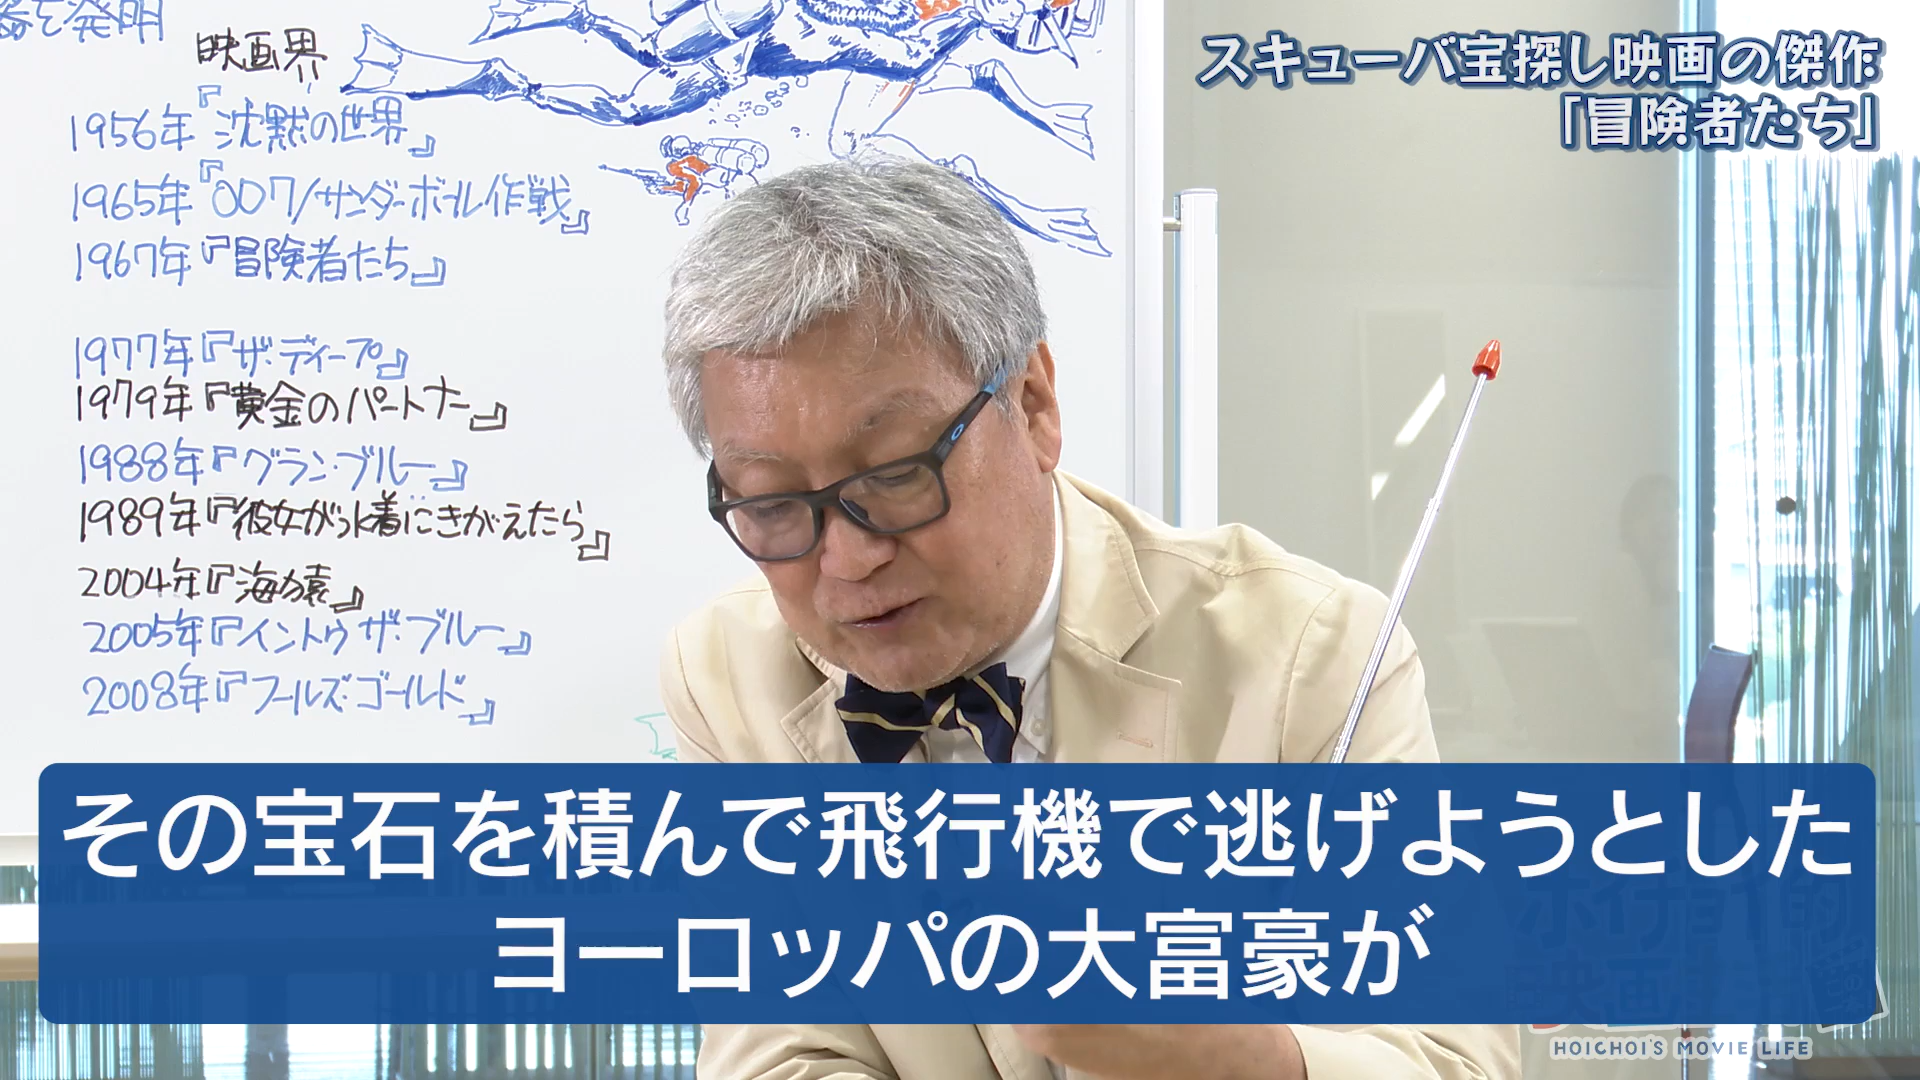 器を発明
映画界
スキューバ宝探し映画の傑作
「冒険者たち」
1956年『沈黙の世界』
1965年『007/サンダーボール作戦』
1967年『冒険者たち』
1977年『ザ・ディープ』
1979年『黄金のパートナー』
1988年『グラン・ブルー』
1989年『彼女が水着にきがえたら』
2004年『海猿』
2005年『イントゥ・ザ・ブルー』
2008年『フールズ・ゴールド』
その宝石を積んで飛行機で逃げようとした
ヨーロッパの大富豪が
HOICHOI'S MOVIE LIFE